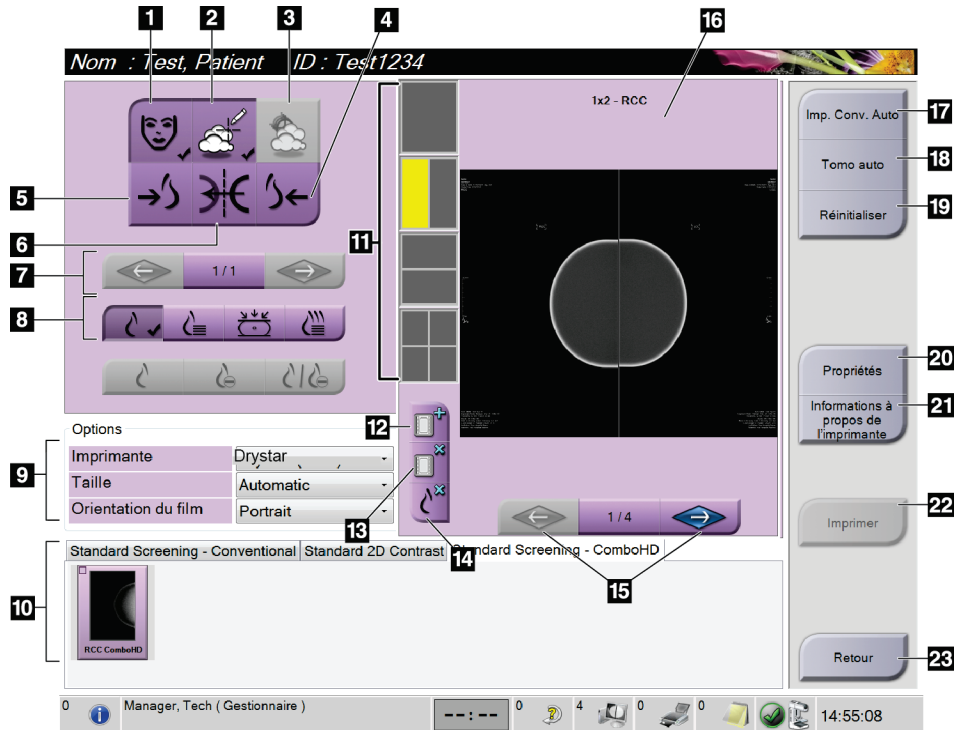 1 2 3 4 16
Nom : Test, Patient ID : Test1234
1x2 - RCC
Imp. Conv. Auto 17
Tomo auto 18
Réinitialiser 19
5
6
11
7
1/1
8
Propriétés 20
Informations à propos de l'imprimante 21
12
Options
9
Imprimante Drystar
Taille Automatic
Orientation du film Portrait
13
14
1/4
15
Imprimer 22
10
Standard Screening - Conventional
Standard 2D Contrast
Standard Screening - ComboHD
RCC ComboHD
Retour 23
0 Manager, Tech ( Gestionnaire ) --:-- 0 4 0 0 14:55:08